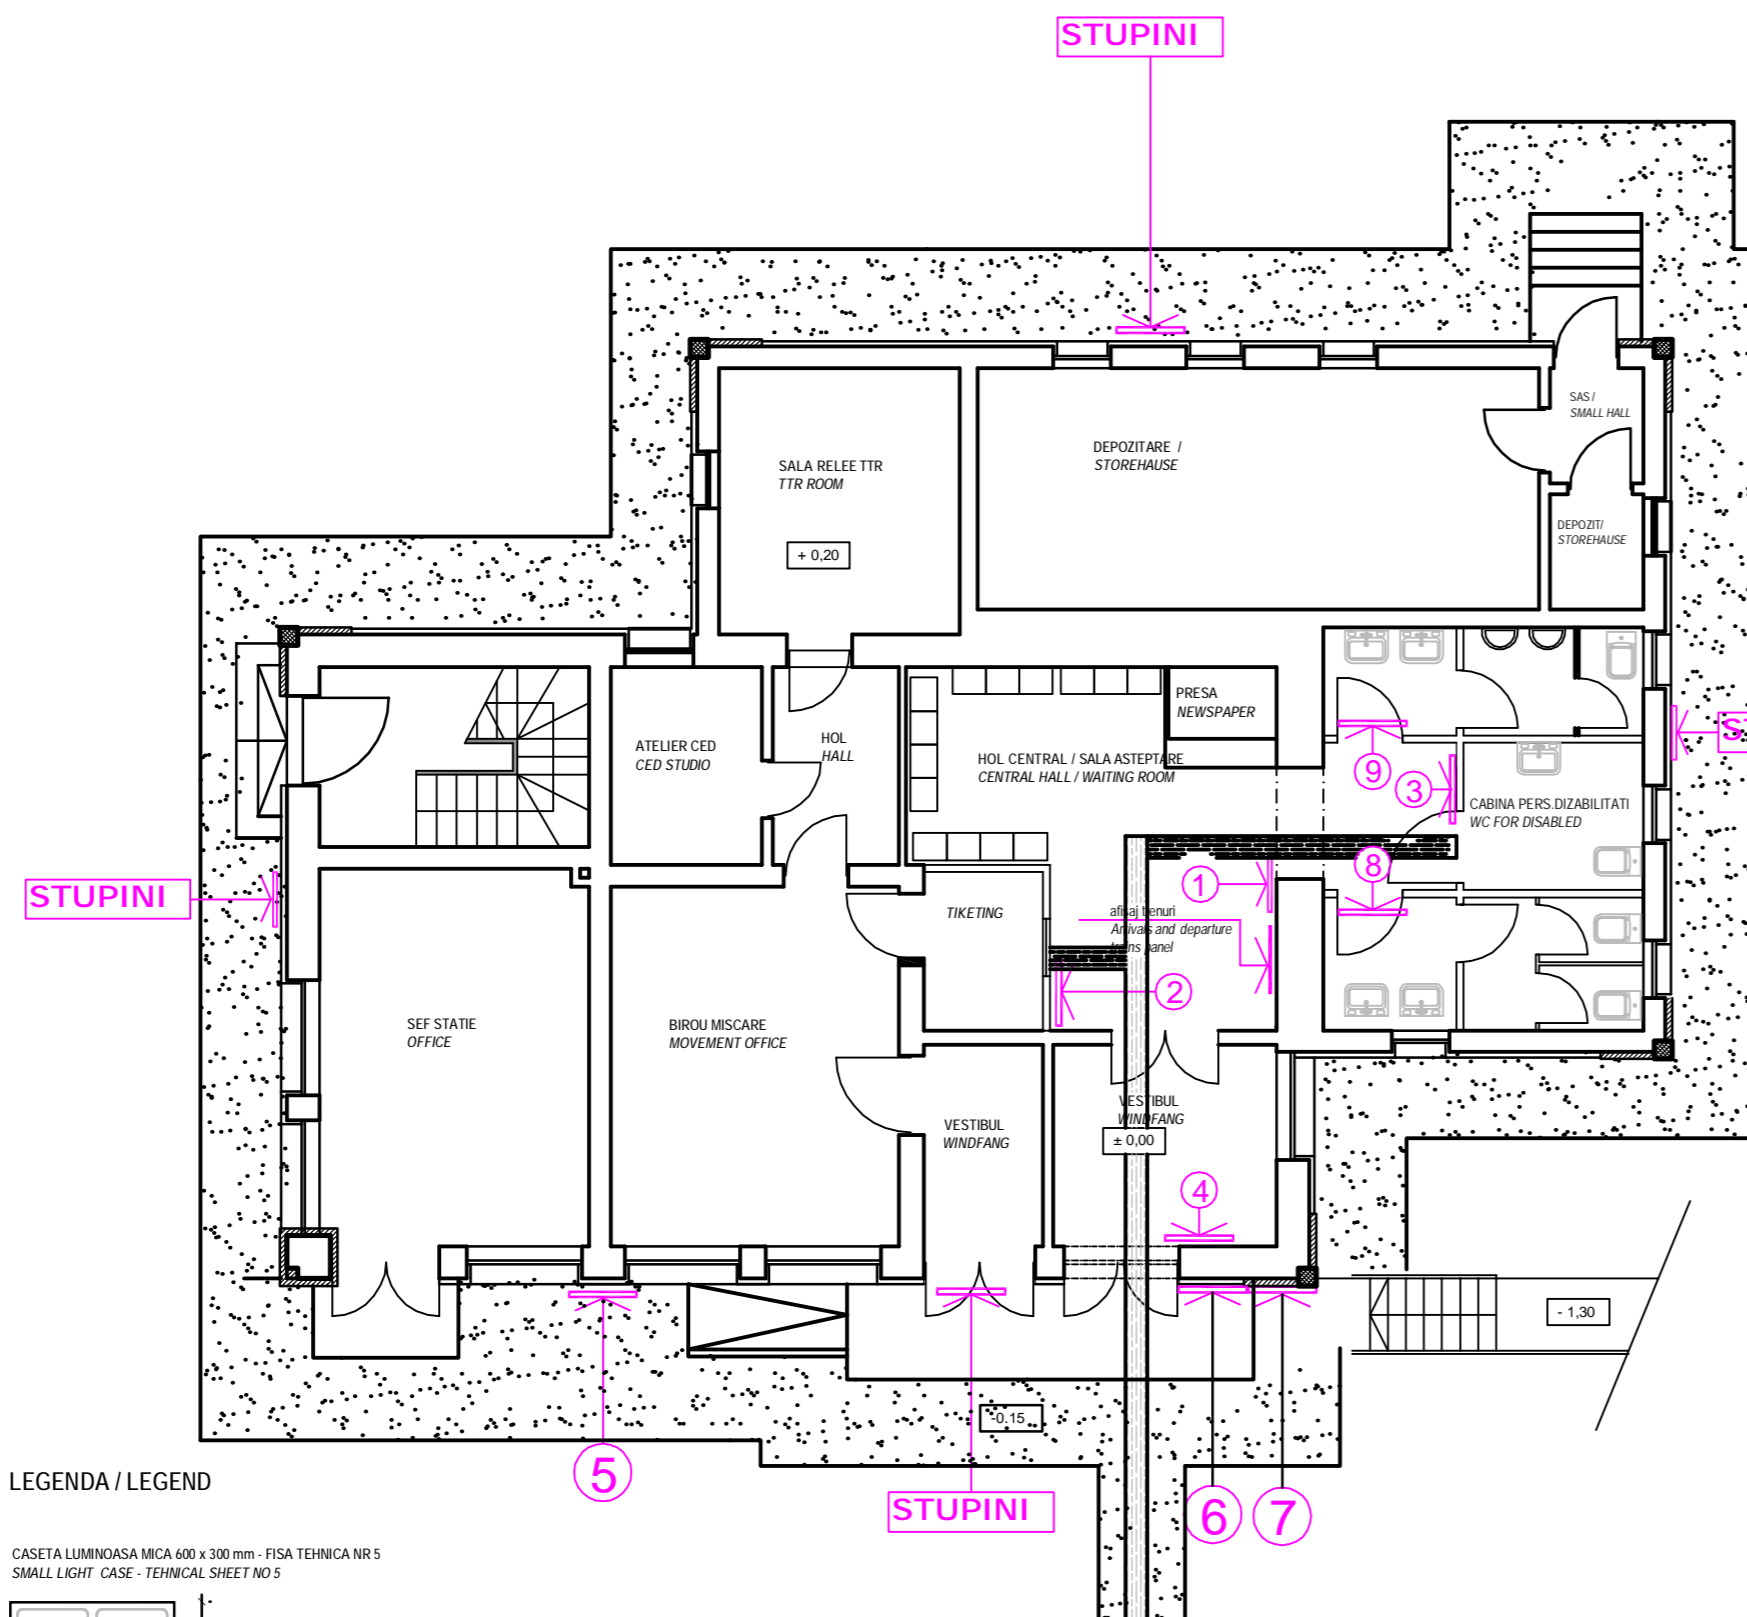 STUPINI
SAS /
SMALL HALL
DEPOZITARE /
STOREHAUSE
SALA RELEE TTR
TTR ROOM
+ 0,20
DEPOZIT/
STOREHAUSE
PRESA
NEWSPAPER
ATELIER CED
CED STUDIO
HOL
HALL
HOL CENTRAL / SALA ASTEPTARE
CENTRAL HALL / WAITING ROOM
9
3
CABINA PERS.DIZABILITATI
WC FOR DISABLED
8
1
STUPINI
TIKETING
afisaj trenuri
Arrivals and departure
trains panel
2
SEF STATIE
OFFICE
BIROU MISCARE
MOVEMENT OFFICE
VESTIBUL
WINDFANG
VESTIBUL
WINDFANG
± 0,00
4
- 1,30
-0.15
5
STUPINI
6
7
LEGENDA / LEGEND
CASETA LUMINOASA MICA 600 x 300 mm - FISA TEHNICA NR 5
SMALL LIGHT CASE - TEHNICAL SHEET NO 5